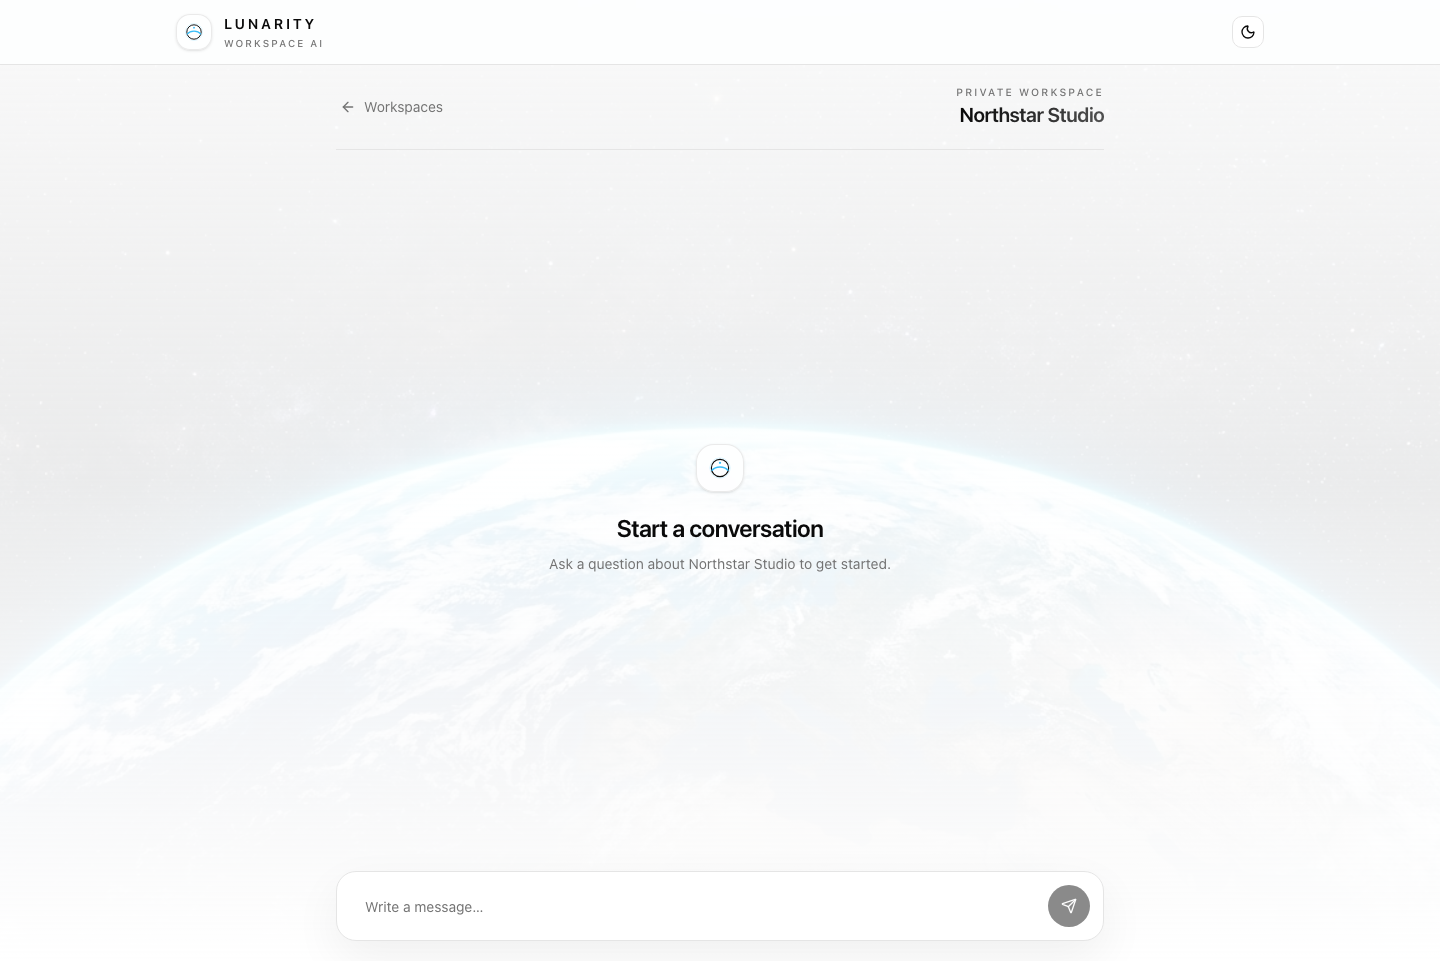 LUNARITY
WORKSPACE AI
Workspaces
PRIVATE WORKSPACE
Northstar Studio
Start a conversation
Ask a question about Northstar Studio to get started.
Write a message...